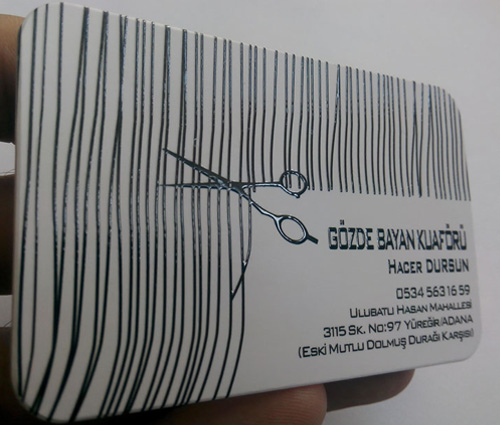 GÖZDE BAYAN KUAFÖRÜ
HACER DURSUN
0534 563 16 59
ULUBATU HASAN MAHALLESİ
3115 SK. NO:97 YÜREĞİR/ADANA
(ESKİ MUTLU DOLMUŞ DURAĞI KARŞISI)